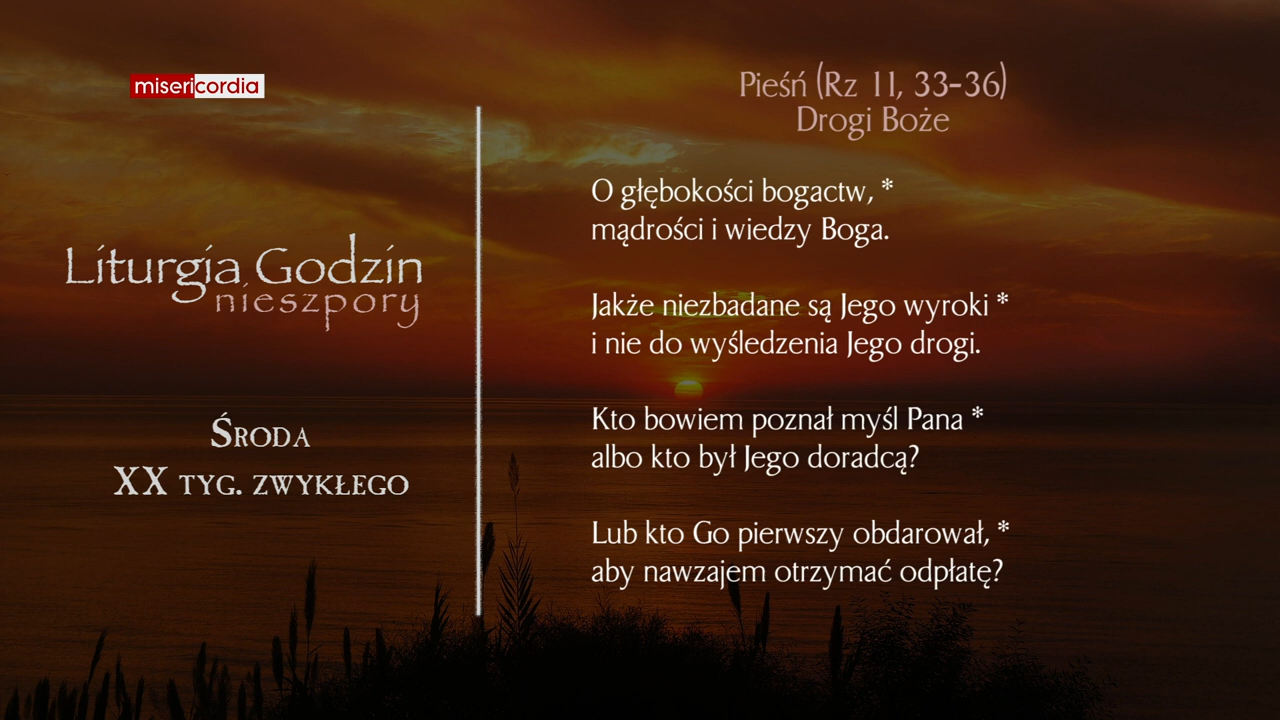 misericordia
Liturgia Godzin
nieszpory
Środa
XX tyg. zwykłego
Pieśń (Rz 11, 33-36)
Drogi Boże
O głębokości bogactw, *
mądrości i wiedzy Boga.
Jakże niezbadane są Jego wyroki *
i nie do wyśledzenia Jego drogi.
Kto bowiem poznał myśl Pana *
albo kto był Jego doradcą?
Lub kto Go pierwszy obdarował, *
aby nawzajem otrzymać odpłatę?